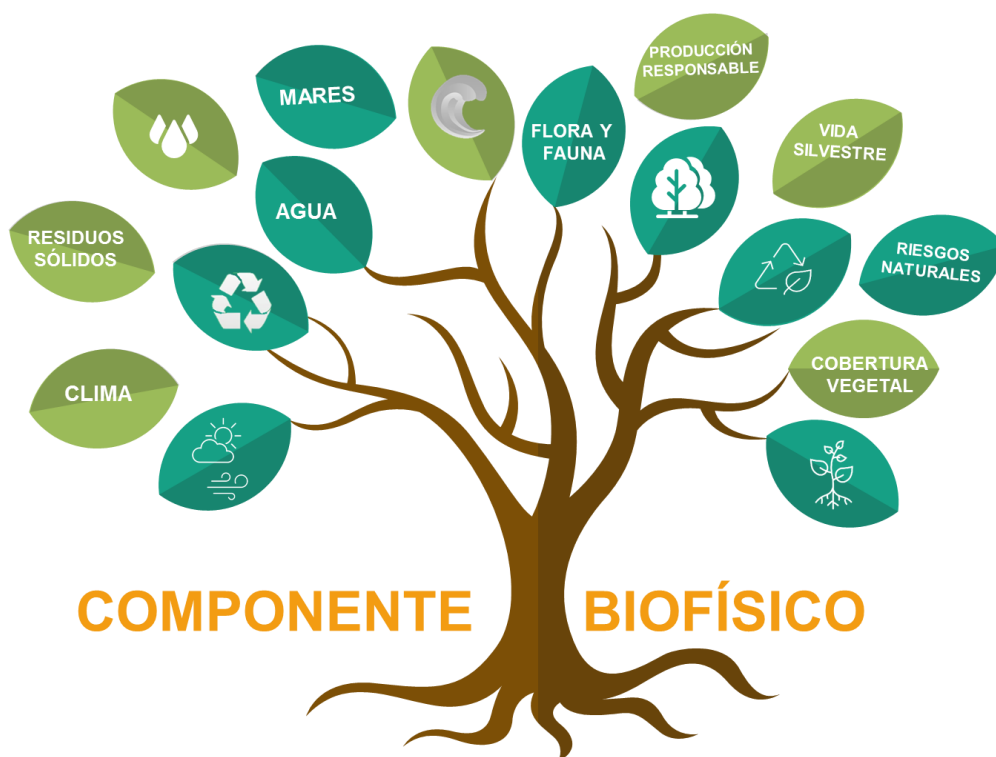 PRODUCCIÓN
RESPONSABLE
MARES
FLORA Y
FAUNA
VIDA
SILVESTRE
AGUA
RESIDUOS
SÓLIDOS
RIESGOS
NATURALES
CLIMA
COBERTURA
VEGETAL
COMPONENTE BIOFÍSICO